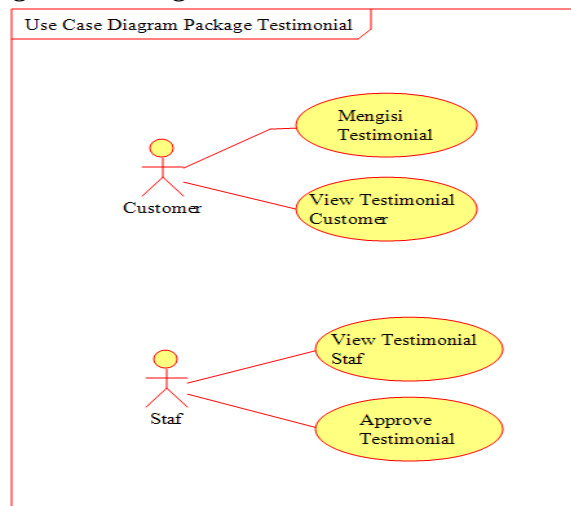 Use Case Diagram Package Testimonial
Mengisi
Testimonial
Customer
View Testimonial
Customer
View Testimonial
Staf
Staf
Approve
Testimonial